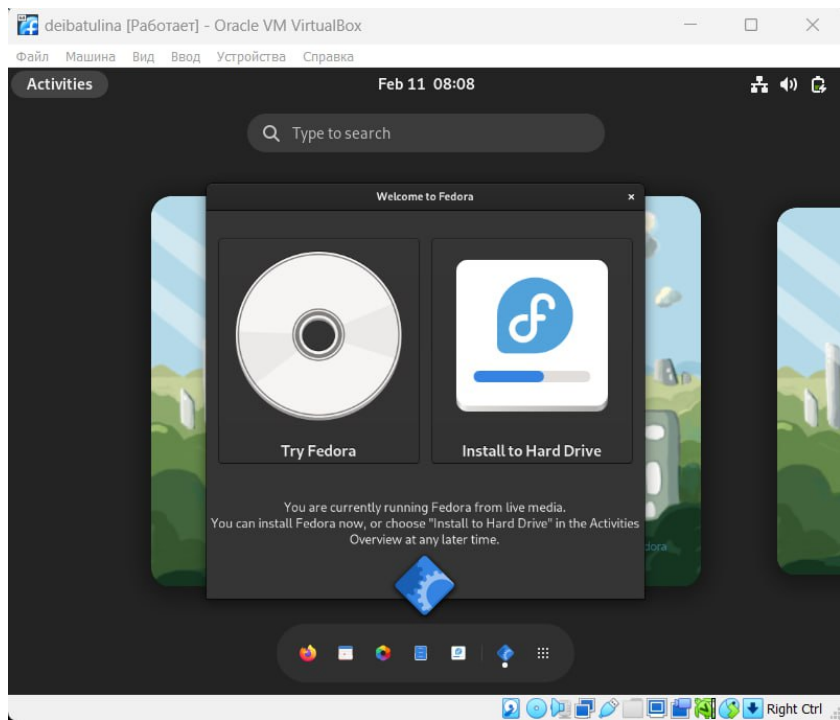 deibatulina [Работает] - Oracle VM VirtualBox
Файл Машина Вид Ввод Устройства Справка
Activities
Feb 11 08:08
Type to search
Welcome to Fedora
Try Fedora
Install to Hard Drive
You are currently running Fedora from live media.
You can install Fedora now, or choose "Install to Hard Drive" in the Activities
Overview at any later time.
dora
Right Ctrl